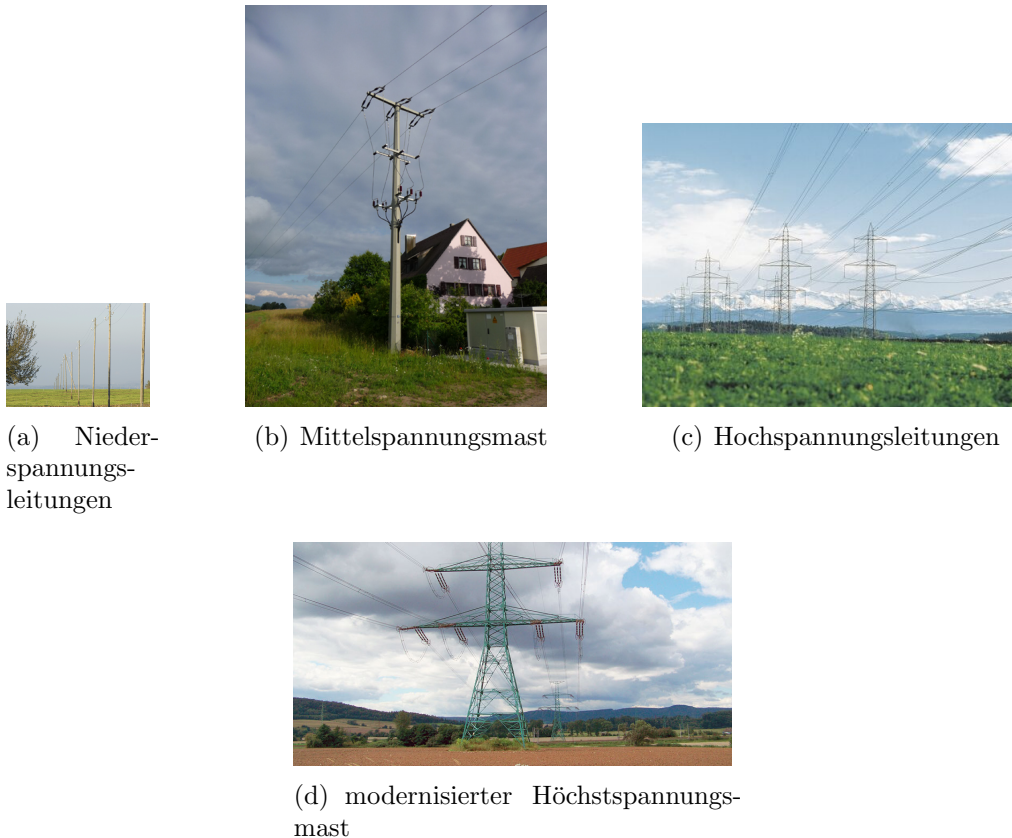 (a) Nieder-
spannungs-
leitungen
(b) Mittelspannungsmast
(c) Hochspannungsleitungen
(d) modernisierter Höchstspannungs-
mast